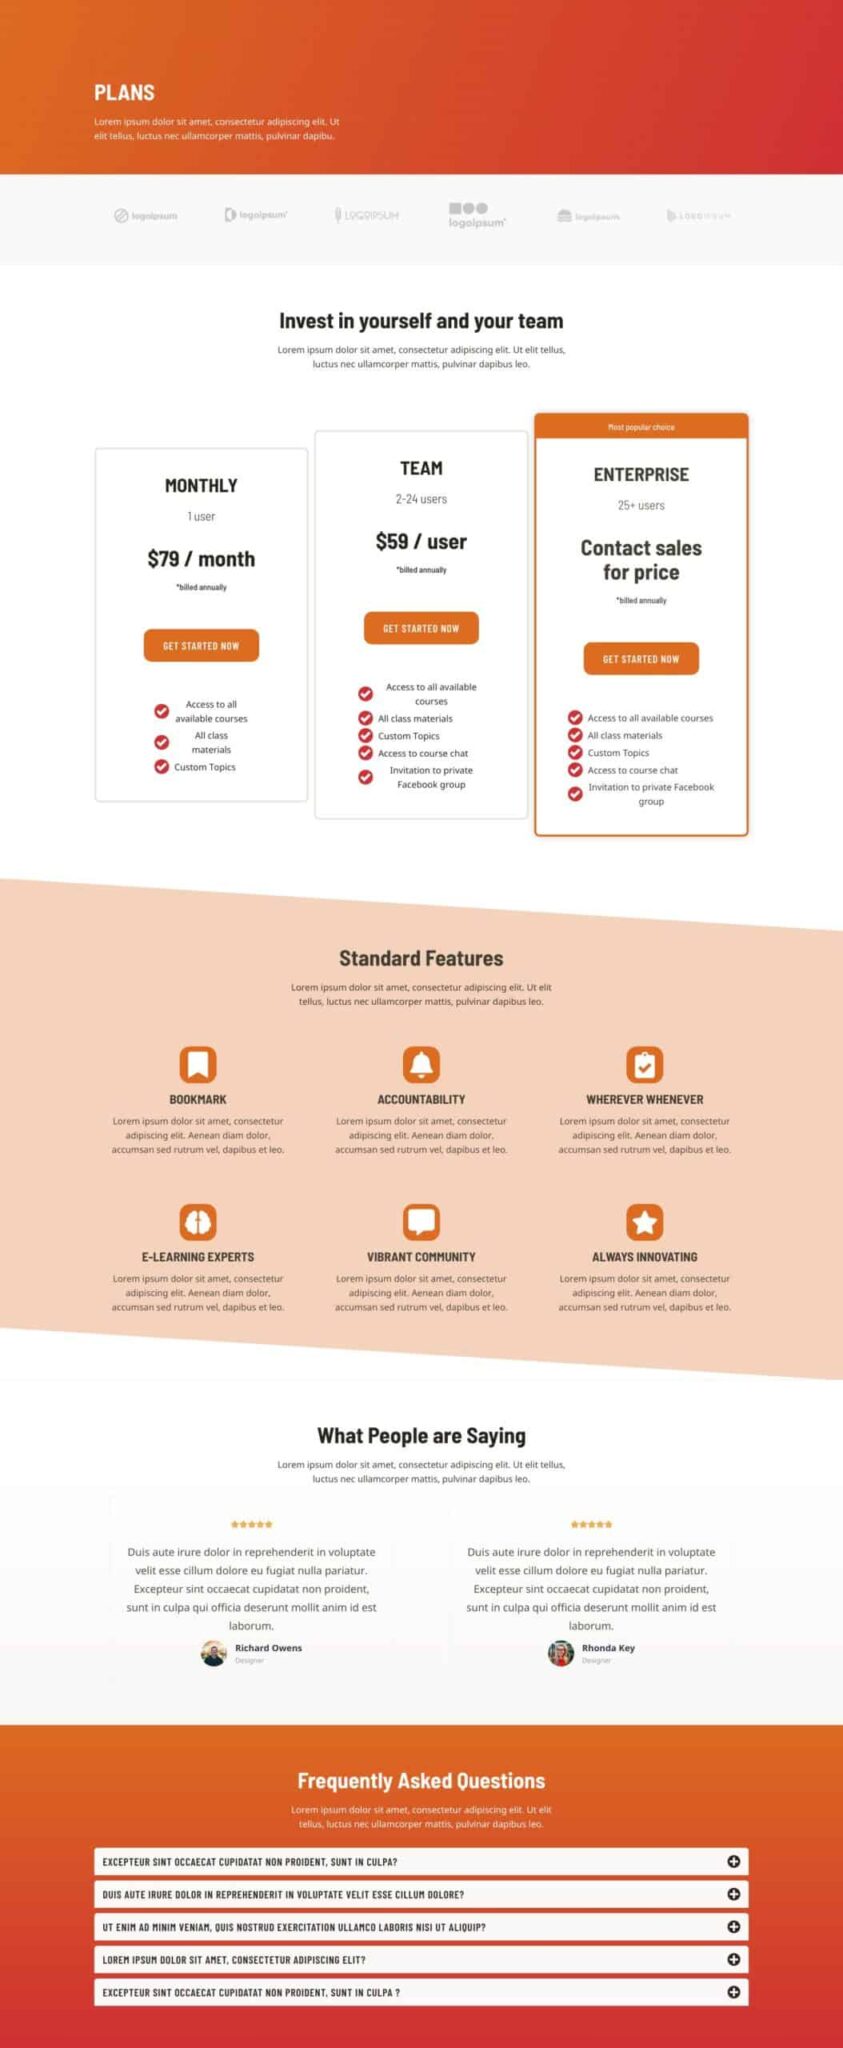 PLANS
Lorem ipsum dolor sit amet, consectetur adipiscing elit. Ut
elit tellus, luctus nec ullamcorper mattis, pulvinar dapibu.
logoipsum
logoipsum
LOGOIPSUM
logoipsum
logoipsum
LOGOIPSUM
Invest in yourself and your team
Lorem ipsum dolor sit amet, consectetur adipiscing elit. Ut elit tellus,
luctus nec ullamcorper mattis, pulvinar dapibus leo.
MONTHLY
1 user
$79 / month
*billed annually
GET STARTED NOW
Access to all
available courses
All class
materials
Custom Topics
TEAM
2-24 users
$59 / user
*billed annually
GET STARTED NOW
Access to all available
courses
All class materials
Custom Topics
Access to course chat
Invitation to private
Facebook group
Most popular choice
ENTERPRISE
25+ users
Contact sales
for price
*billed annually
GET STARTED NOW
Access to all available courses
All class materials
Custom Topics
Access to course chat
Invitation to private Facebook
group
Standard Features
Lorem ipsum dolor sit amet, consectetur adipiscing elit. Ut elit
tellus, luctus nec ullamcorper mattis, pulvinar dapibus leo.
BOOKMARK
Lorem ipsum dolor sit amet, consectetur
adipiscing elit. Aenean diam dolor,
accumsan sed rutrum vel, dapibus et leo.
ACCOUNTABILITY
Lorem ipsum dolor sit amet, consectetur
adipiscing elit. Aenean diam dolor,
accumsan sed rutrum vel, dapibus et leo.
WHEREVER WHENEVER
Lorem ipsum dolor sit amet, consectetur
adipiscing elit. Aenean diam dolor,
accumsan sed rutrum vel, dapibus et leo.
E-LEARNING EXPERTS
Lorem ipsum dolor sit amet, consectetur
adipiscing elit. Aenean diam dolor,
accumsan sed rutrum vel, dapibus et leo.
VIBRANT COMMUNITY
Lorem ipsum dolor sit amet, consectetur
adipiscing elit. Aenean diam dolor,
accumsan sed rutrum vel, dapibus et leo.
ALWAYS INNOVATING
Lorem ipsum dolor sit amet, consectetur
adipiscing elit. Aenean diam dolor,
accumsan sed rutrum vel, dapibus et leo.
What People are Saying
Lorem ipsum dolor sit amet, consectetur adipiscing elit. Ut elit tellus,
luctus nec ullamcorper mattis, pulvinar dapibus leo.
Duis aute irure dolor in reprehenderit in voluptate
velit esse cillum dolore eu fugiat nulla pariatur.
Excepteur sint occaecat cupidatat non proident,
sunt in culpa qui officia deserunt mollit anim id est
laborum.
Richard Owens
Designer
Duis aute irure dolor in reprehenderit in voluptate
velit esse cillum dolore eu fugiat nulla pariatur.
Excepteur sint occaecat cupidatat non proident,
sunt in culpa qui officia deserunt mollit anim id est
laborum.
Rhonda Key
Designer
Frequently Asked Questions
Lorem ipsum dolor sit amet, consectetur adipiscing elit. Ut elit
tellus, luctus nec ullamcorper mattis, pulvinar dapibus leo.
EXCEPTEUR SINT OCCAECAT CUPIDATAT NON PROIDENT, SUNT IN CULPA?
DUIS AUTE IRURE DOLOR IN REPREHENDERIT IN VOLUPTATE VELIT ESSE CILLUM DOLORE?
UT ENIM AD MINIM VENIAM, QUIS NOSTRUD EXERCITATION ULLAMCO LABORIS NISI UT ALIQUIP?
LOREM IPSUM DOLOR SIT AMET, CONSECTETUR ADIPISCING ELIT?
EXCEPTEUR SINT OCCAECAT CUPIDATAT NON PROIDENT, SUNT IN CULPA ?